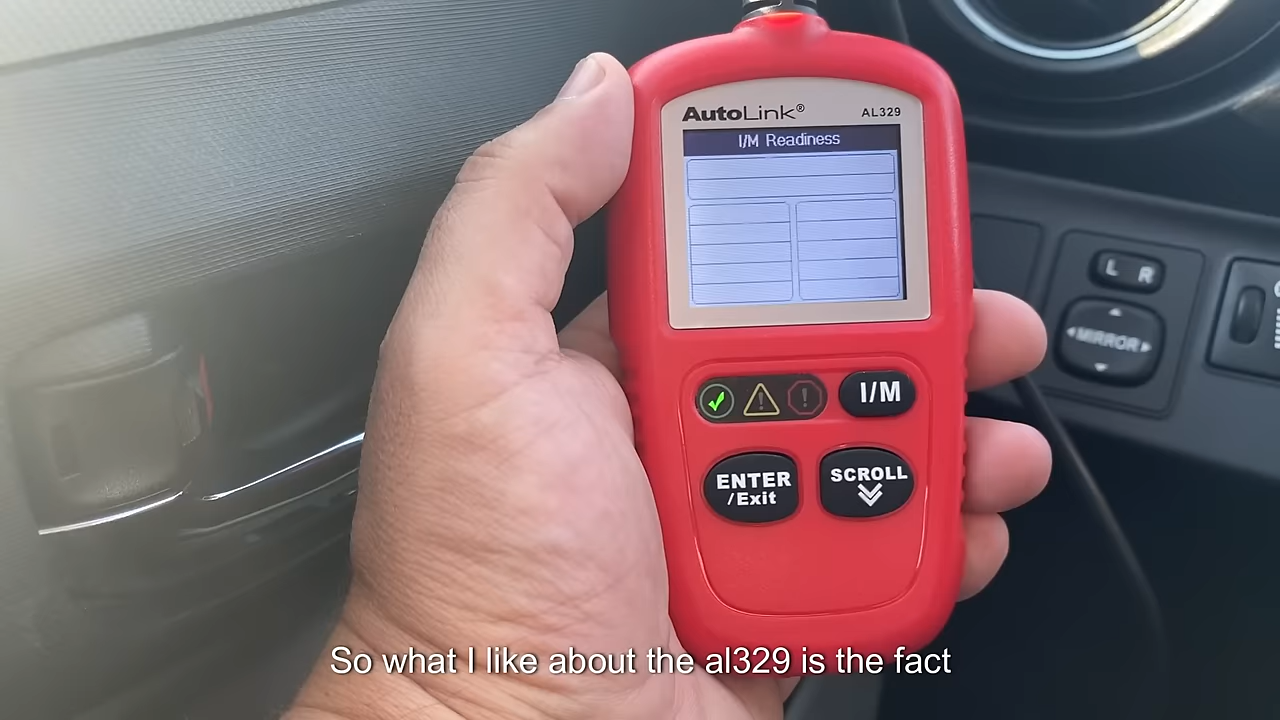 AutoLink®
AL329
I/M Readiness
L R
MIRROR
I/M
ENTER
/Exit
SCROLL
So what I like about the al329 is the fact